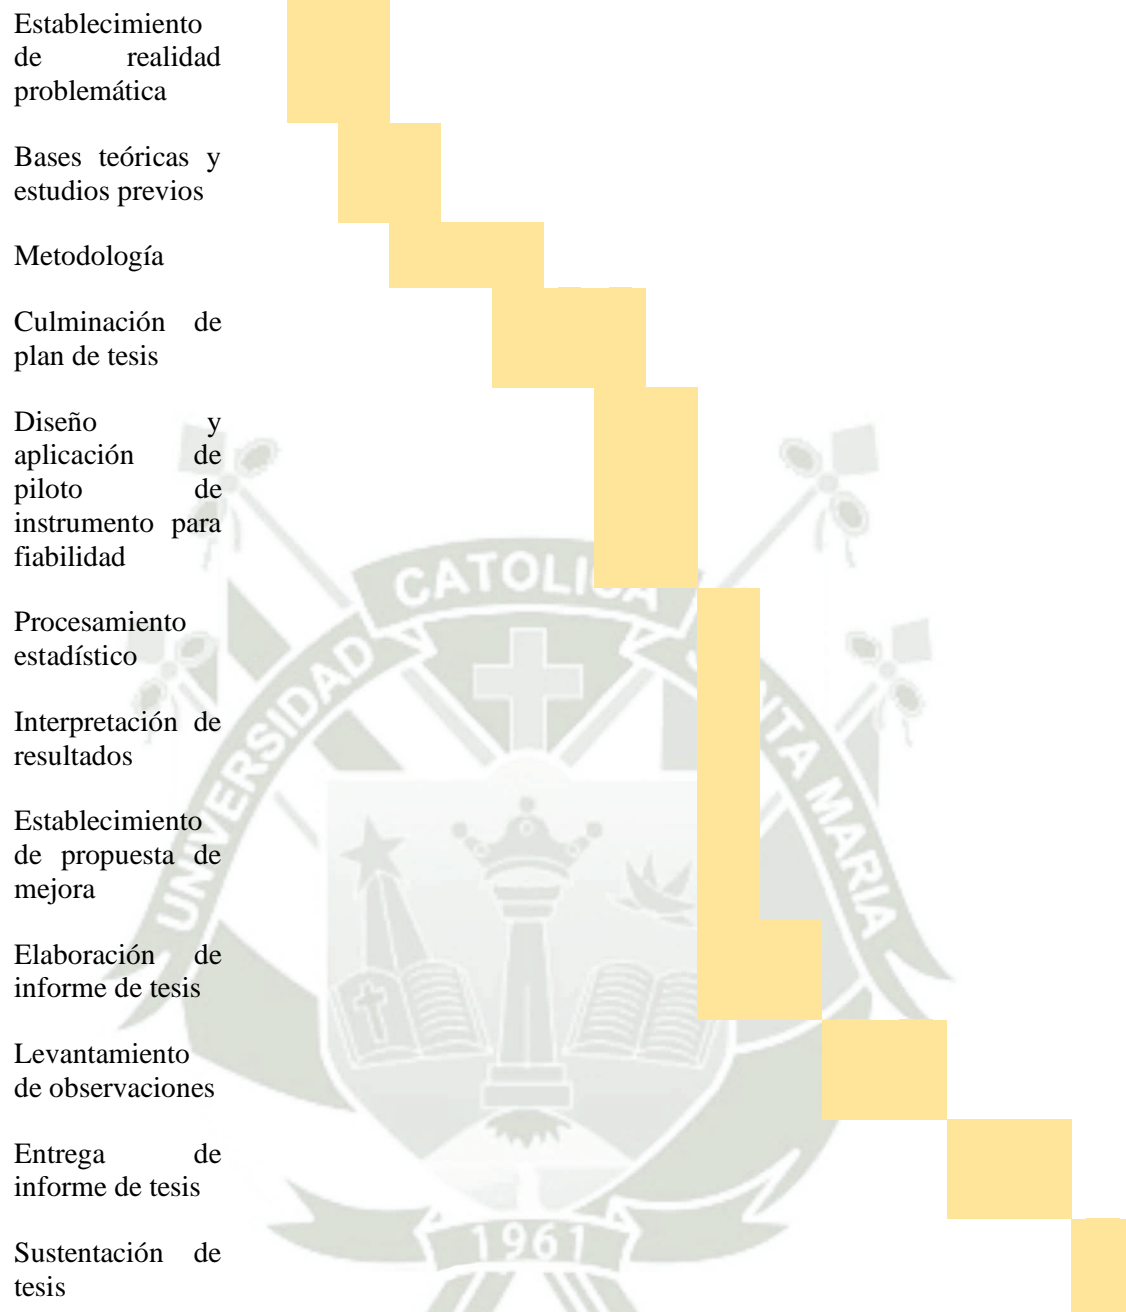 Establecimiento
de realidad
problemática
Bases teóricas y
estudios previos
Metodología
Culminación de
plan de tesis
Diseño y
aplicación de
piloto de
instrumento para
fiabilidad
Procesamiento
estadístico
Interpretación de
resultados
Establecimiento
de propuesta de
mejora
Elaboración de
informe de tesis
Levantamiento
de observaciones
Entrega de
informe de tesis
Sustentación de
tesis
UNIVERSIDAD CATOLICA SANTA MARIA
1961